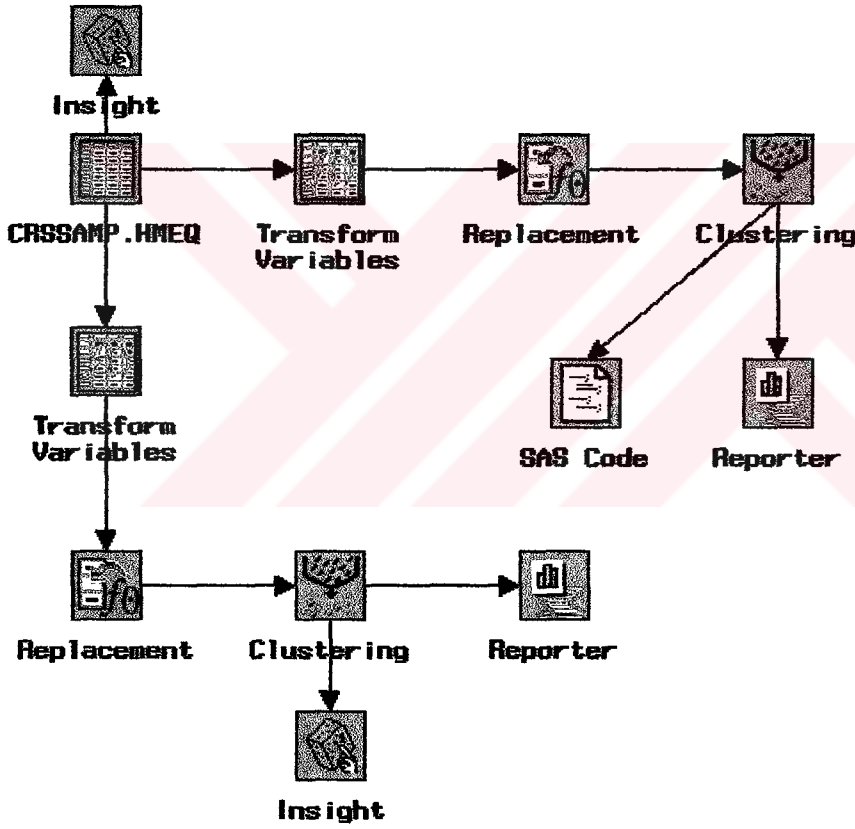 Insight
CRSSAMP.HMEQ
Transform
Variables
Replacement
Clustering
Transform
Variables
SAS Code
Reporter
Replacement
Clustering
Reporter
Insight